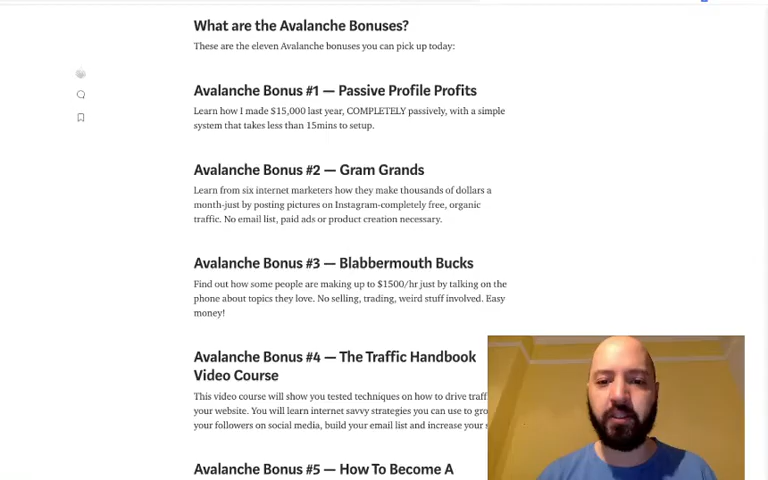 What are the Avalanche Bonuses?
These are the eleven Avalanche bonuses you can pick up today:
Avalanche Bonus #1 — Passive Profile Profits
Learn how I made $15,000 last year, COMPLETELY passively, with a simple
system that takes less than 15mins to setup.
Avalanche Bonus #2 — Gram Grands
Learn from six internet marketers how they make thousands of dollars a
month-just by posting pictures on Instagram-completely free, organic
traffic. No email list, paid ads or product creation necessary.
Avalanche Bonus #3 — Blabbermouth Bucks
Find out how some people are making up to $1500/hr just by talking on the
phone about topics they love. No selling, trading, weird stuff involved. Easy
money!
Avalanche Bonus #4 — The Traffic Handbook
Video Course
This video course will show you tested techniques on how to drive
your website. You will learn internet savvy strategies you can use to
your followers on social media, build your email list and increase your
Avalanche Bonus #5 — How To Become A